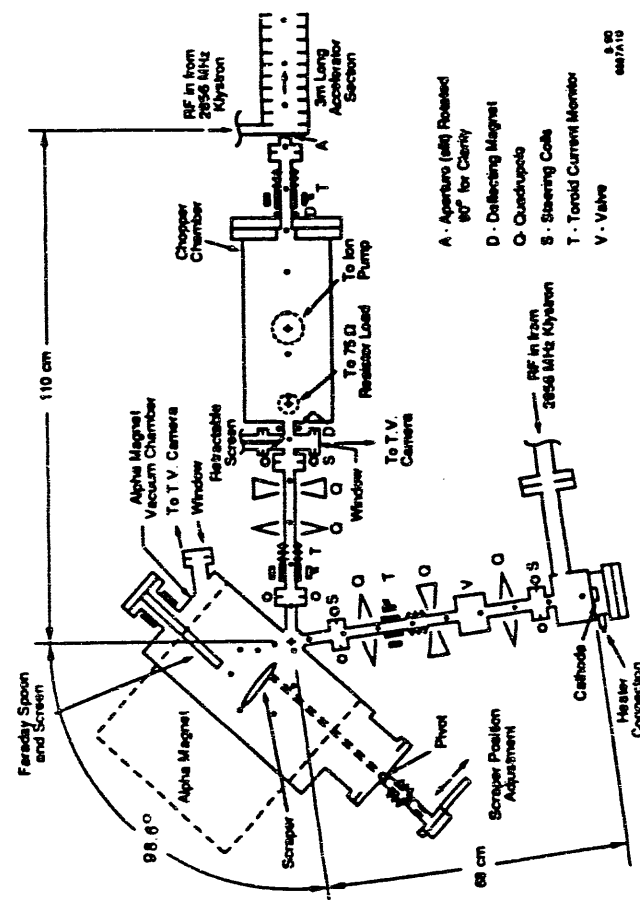 110 cm
98.6°
68 cm
Faraday Spoon
and Screen
Alpha Magnet
Vacuum Chamber
To T.V. Camera
Window
Retractable
Screen
Chopper
Chamber
RF in from
2856 MHz
Klystron
3m Long
Accelerator
Section
A
T
D
To Ion
Pump
To 75 Ω
Resistor Load
D
S
Q
Q
T
Window
To T.V.
Camera
Alpha Magnet
Scraper
Pivot
Scraper Position
Adjustment
S
Q
T
Q
V
Q
S
Cathode
Heater
Connection
RF in from
2856 MHz Klystron
A - Aperture (slit) Rotated
90° for Clarity
D - Deflecting Magnet
Q - Quadrupole
S - Steering Coils
T - Toroid Current Monitor
V - Valve